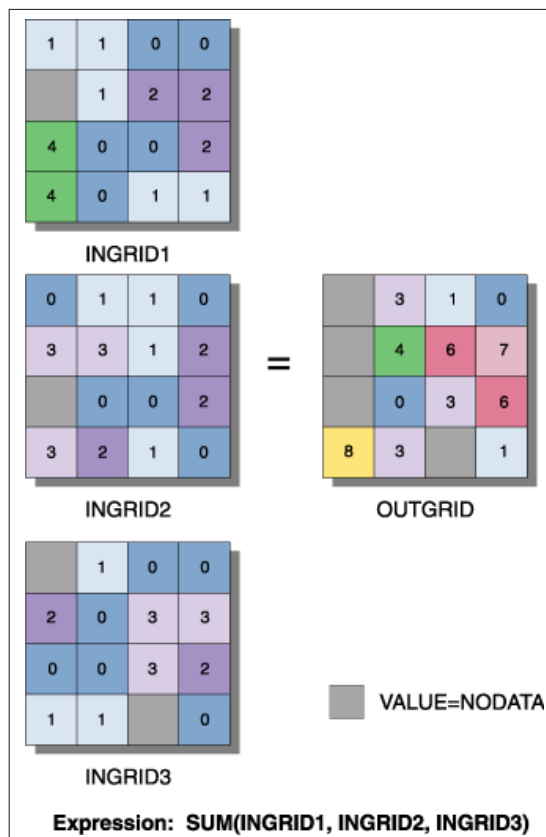 1 1 0 0
1 2 2
4 0 0 2
4 0 1 1
INGRID1
0 1 1 0
3 3 1 2
0 0 2
3 2 1 0
INGRID2
=
3 1 0
4 6 7
0 3 6
8 3 1
OUTGRID
1 0 0
2 0 3 3
0 0 3 2
1 1 0
INGRID3
VALUE=NODATA
Expression: SUM(INGRID1, INGRID2, INGRID3)